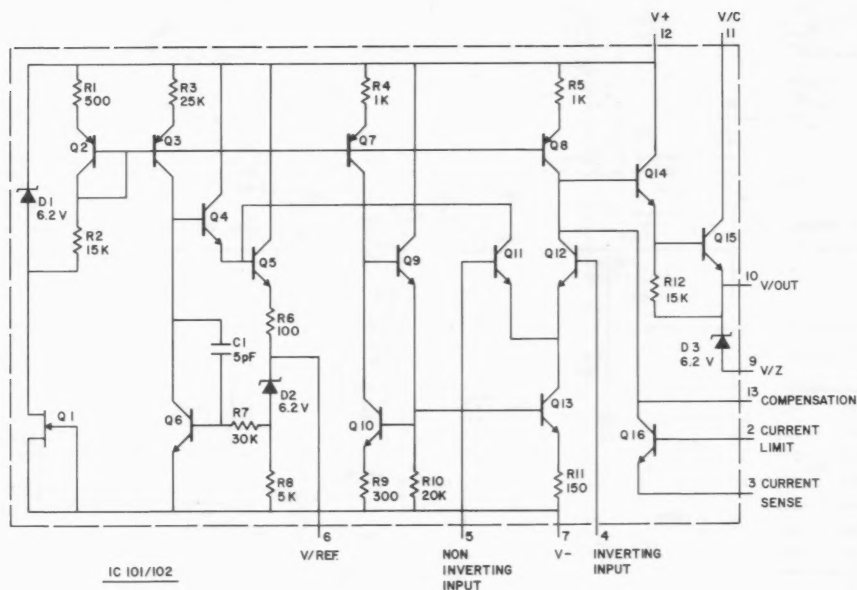 V+
12
V/C
11
R1
500
R3
25K
R4
1K
R5
1K
Q2
Q3
Q7
Q8
Q14
D1
6.2 V
Q4
Q15
R2
15K
Q5
Q9
Q11
Q12
R12
15K
10
V/OUT
R6
100
D3
6.2 V
9
V/Z
C1
5pF
D2
6.2V
13
COMPENSATION
Q1
Q6
R7
30K
Q10
Q13
Q16
2 CURRENT
LIMIT
R8
5K
R9
300
R10
20K
R11
150
3 CURRENT
SENSE
6
V/REF.
5
NON
INVERTING
INPUT
7
V-
4
INVERTING
INPUT
IC 101/102